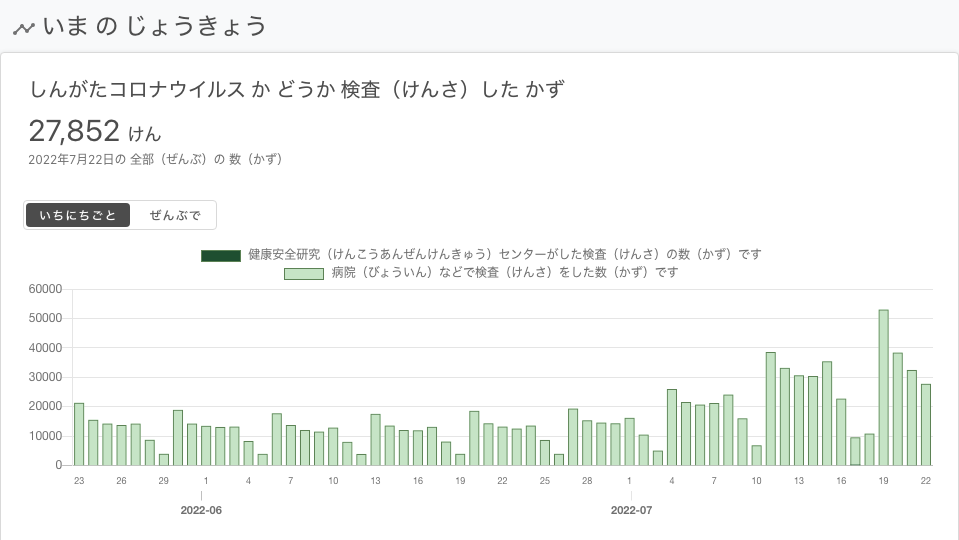 いま の じょうきょう
しんがたコロナウイルス か どうか 検査（けんさ）した かず
27,852 けん
2022年7月22日の 全部（ぜんぶ）の 数（かず）
いちにちごと ぜんぶで
健康安全研究（けんこうあんぜんけんきゅう）センターがした検査（けんさ）の数（かず）です
病院（びょういん）などで検査（けんさ）をした数（かず）です
60000
50000
40000
30000
20000
10000
0
23 26 29 1 4 7 10 13 16 19 22 25 28 1 4 7 10 13 16 19 22
2022-06 2022-07